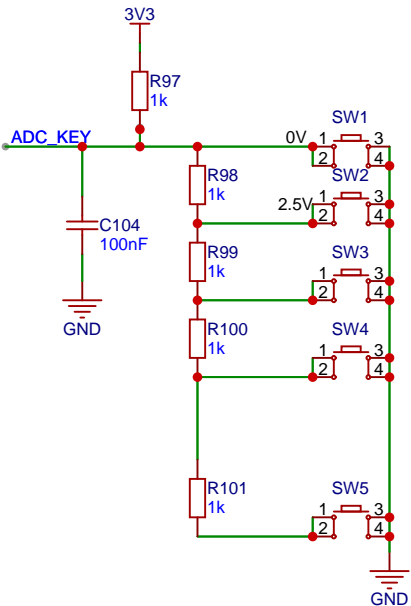 3V3
R97
1k
ADC_KEY
0V
SW1
1
3
2
4
R98
1k
SW2
2.5V
1
3
2
4
C104
100nF
R99
1k
SW3
1
3
2
4
GND
R100
1k
SW4
1
3
2
4
R101
1k
SW5
1
3
2
4
GND